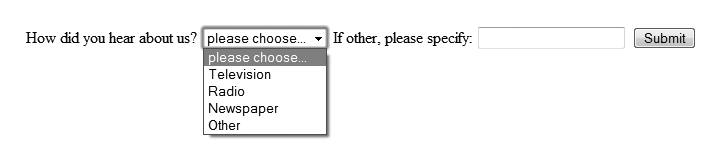 How did you hear about us? please choose... If other, please specify: Submit
please choose...
Television
Radio
Newspaper
Other